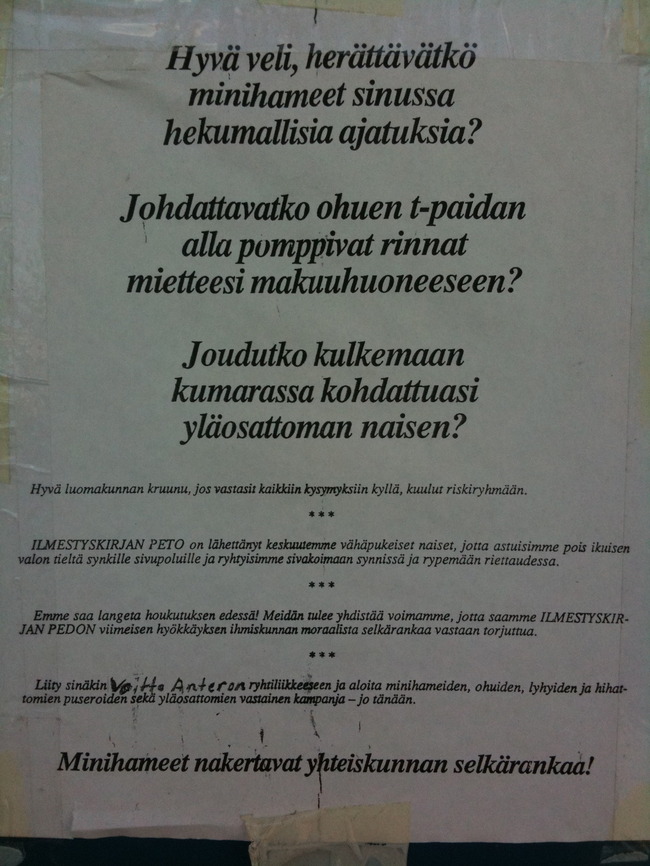 Hyvä veli, herättävätkö
minihameet sinussa
hekumallisia ajatuksia?
Johdattavatko ohuen t-paidan
alla pomppivat rinnat
mietteesi makuuhuoneeseen?
Joudutko kulkemaan
kumarassa kohdattuasi
yläosattoman naisen?
Hyvä luomakunnan kruunu, jos vastasit kaikkiin kysymyksiin kyllä, kuulut riskiryhmään.
***
ILMESTYSKIRJAN PETO on lähettänyt keskuutemme vähäpukeiset naiset, jotta astuisimme pois ikuisen
valon tieltä synkille sivupoluille ja ryhtyisimme sivakoimaan synnissä ja rypemään riettaudessa.
***
Emme saa langeta houkutuksen edessä! Meidän tulee yhdistää voimamme, jotta saamme ILMESTYSKIR-
JAN PEDON viimeisen hyökkäyksen ihmiskunnan moraalista selkärankaa vastaan torjuttua.
***
Liity sinäkin Voitto Anteron ryhtiliikkeeseen ja aloita minihameiden, ohuiden, lyhyiden ja hihat-
tomien puseroiden sekä yläosattomien vastainen kampanja – jo tänään.
Minihameet nakertavat yhteiskunnan selkärankaa!